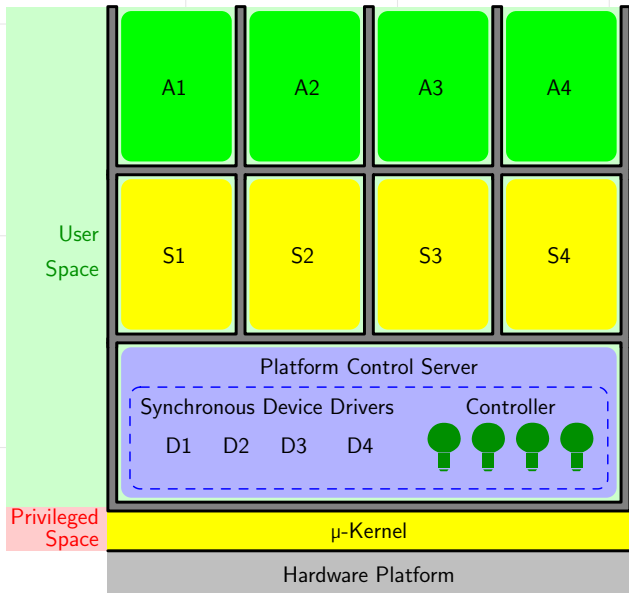 A1 A2 A3 A4
User
Space
S1 S2 S3 S4
Platform Control Server
Synchronous Device Drivers
Controller
D1 D2 D3 D4
Privileged
Space
μ-Kernel
Hardware Platform